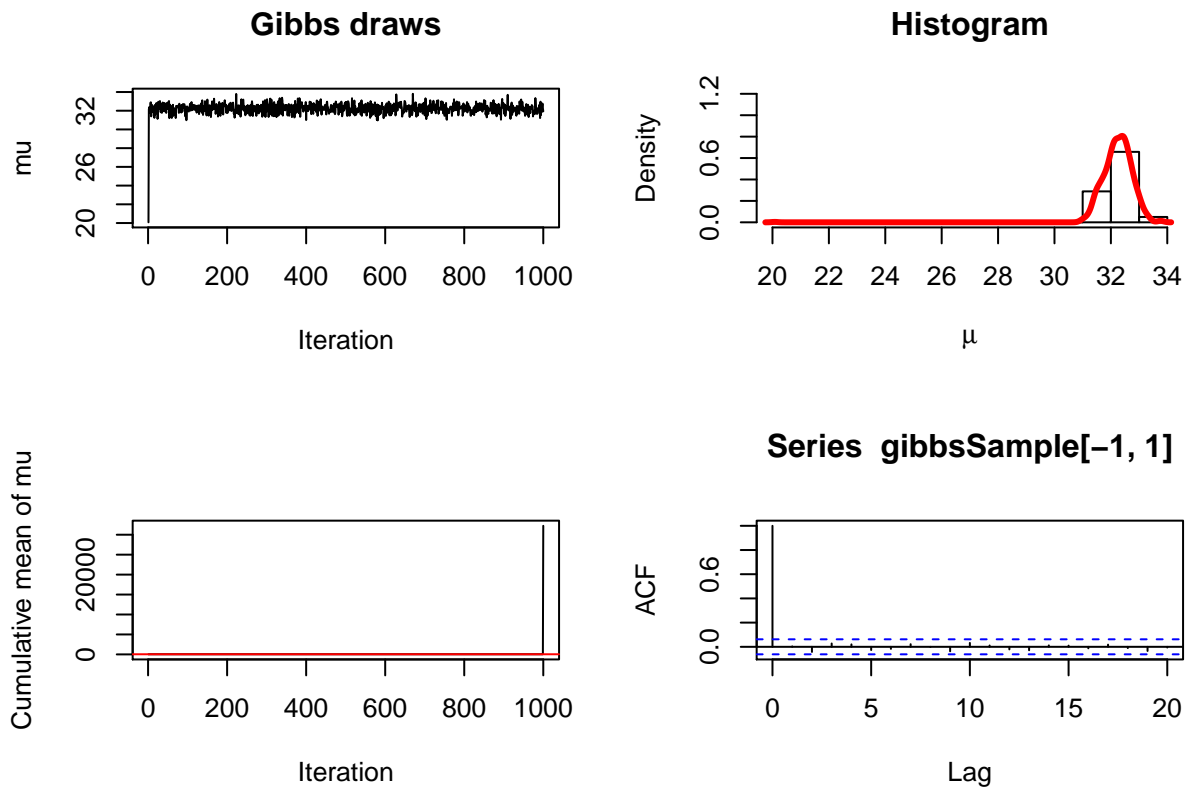 Gibbs draws
mu
20 26 32
0 200 400 600 800 1000
Iteration
Histogram
Density
0.0 0.6 1.2
20 22 24 26 28 30 32 34
μ
Cumulative mean of mu
0 20000
0 200 400 600 800 1000
Iteration
Series gibbsSample[−1, 1]
ACF
0.0 0.6
0 5 10 15 20
Lag